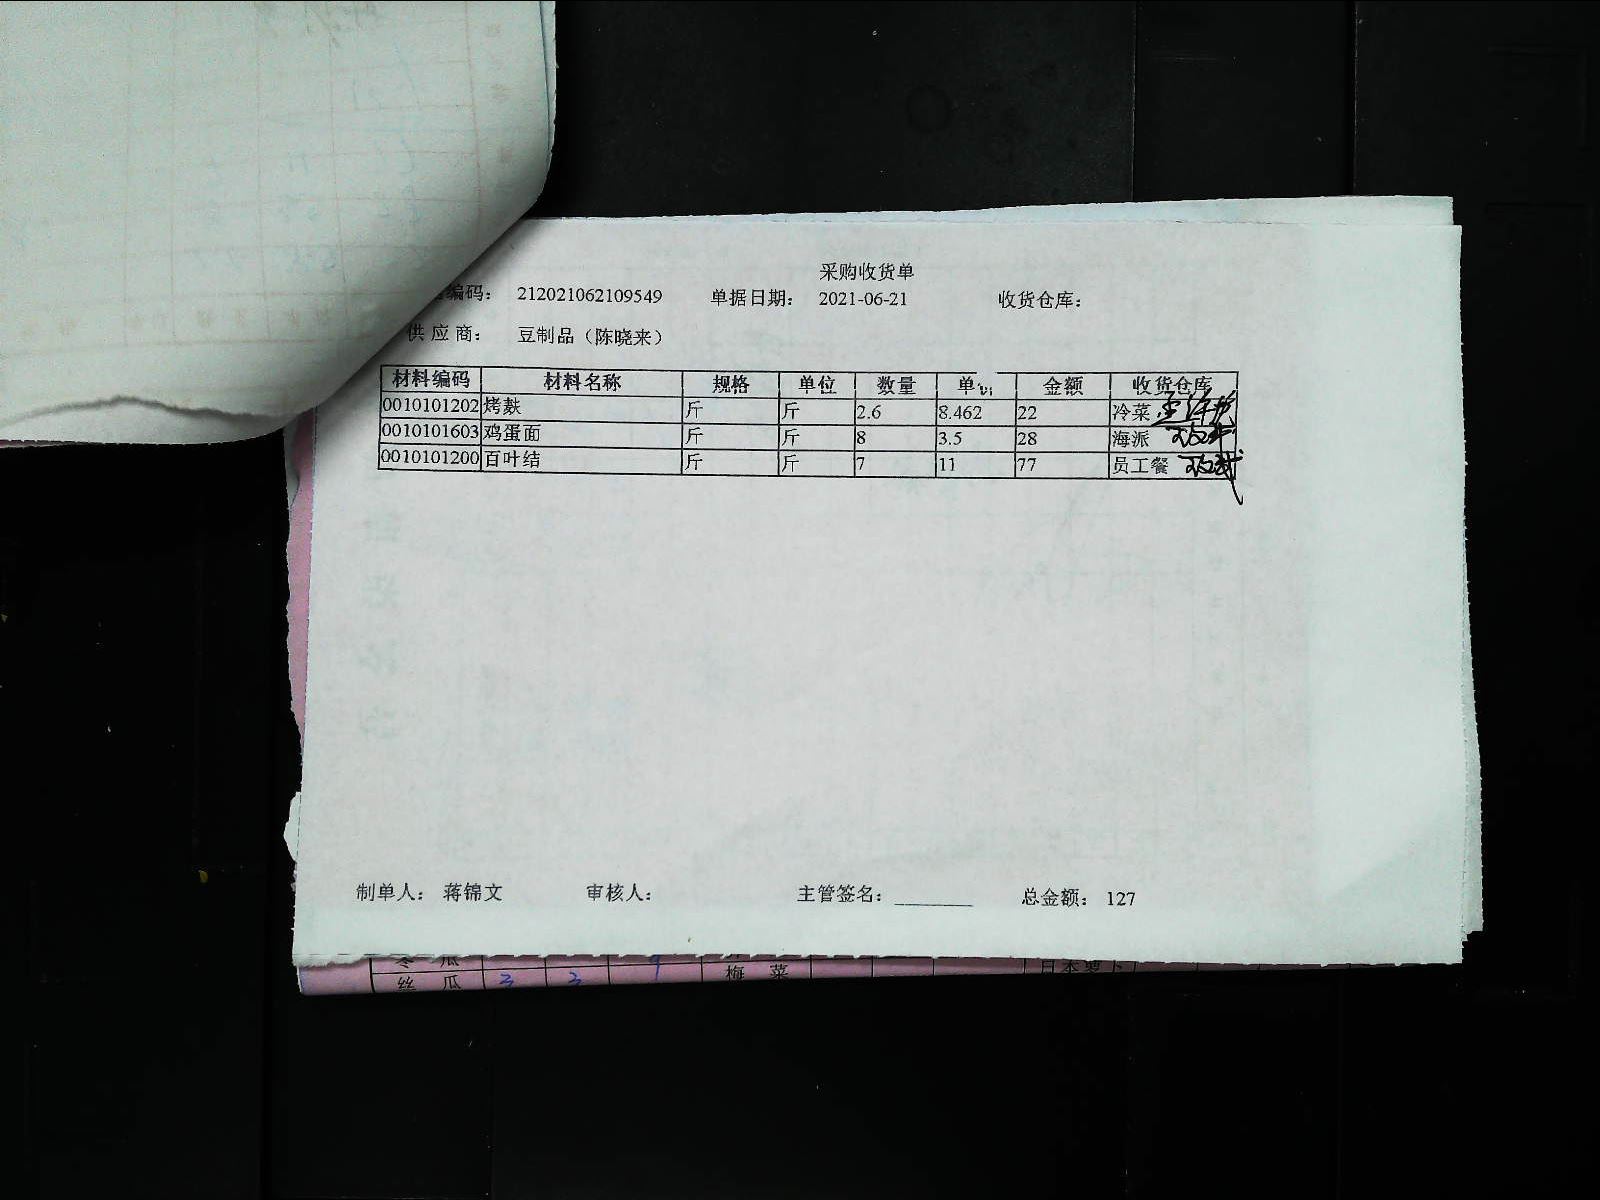 采购收货单
编码： 212021062109549 单据日期： 2021-06-21 收货仓库：
供应商： 豆制品（陈晓来）
材料编码 材料名称 规格 单位 数量 单 金额 收货仓库
0010101202 烤麸 斤 斤 2.6 8.462 22 冷菜
0010101603 鸡蛋面 斤 斤 8 3.5 28 海派
0010101200 百叶结 斤 斤 7 11 77 员工餐
制单人： 蒋锦文 审核人： 主管签名： 总金额： 127
丝瓜 3 3 梅菜